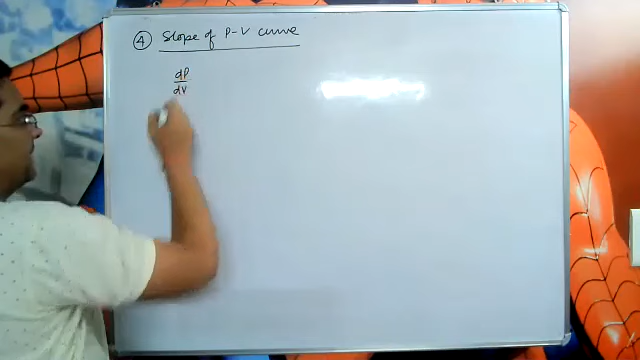 ④ Slope of P-V curve
dP
dV